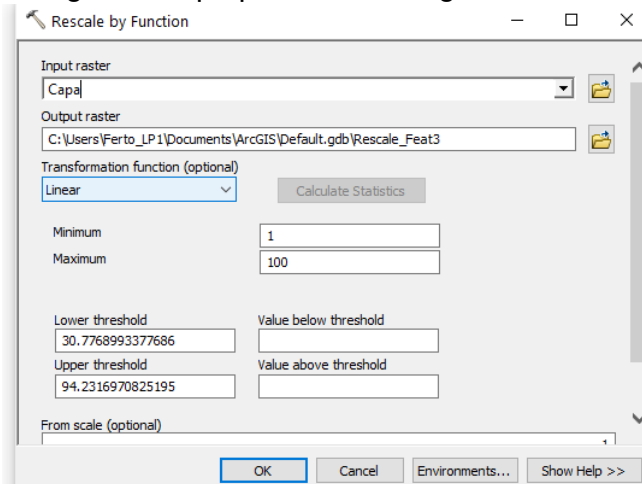 Rescale by Function
Input raster
Capa
Output raster
C:\Users\Ferto_LP1\Documents\ArcGIS\Default.gdb\Rescale_Feat3
Transformation function (optional)
Linear
Calculate Statistics
Minimum
1
Maximum
100
Lower threshold
Value below threshold
30.7768993377686
Upper threshold
Value above threshold
94.2316970825195
From scale (optional)
1
OK Cancel Environments... Show Help >>